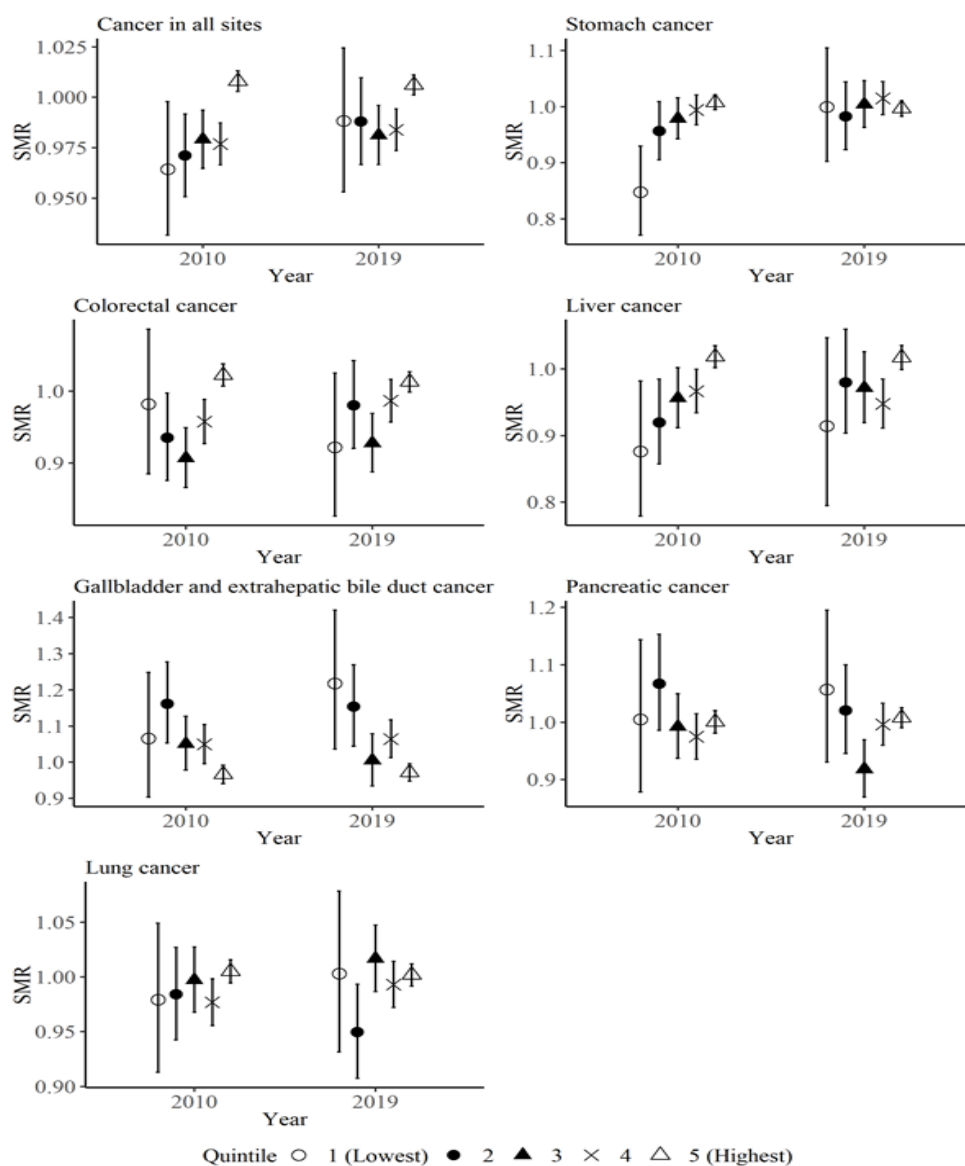 Cancer in all sites
SMR
1.025
1.000
0.975
0.950
2010
2019
Year
Stomach cancer
SMR
1.1
1.0
0.9
0.8
2010
2019
Year
Colorectal cancer
SMR
1.0
0.9
2010
2019
Year
Liver cancer
SMR
1.0
0.9
0.8
2010
2019
Year
Gallbladder and extrahepatic bile duct cancer
SMR
1.4
1.3
1.2
1.1
1.0
0.9
2010
2019
Year
Pancreatic cancer
SMR
1.2
1.1
1.0
0.9
2010
2019
Year
Lung cancer
SMR
1.05
1.00
0.95
0.90
2010
2019
Year
Quintile 1 (Lowest) 2 3 4 5 (Highest)